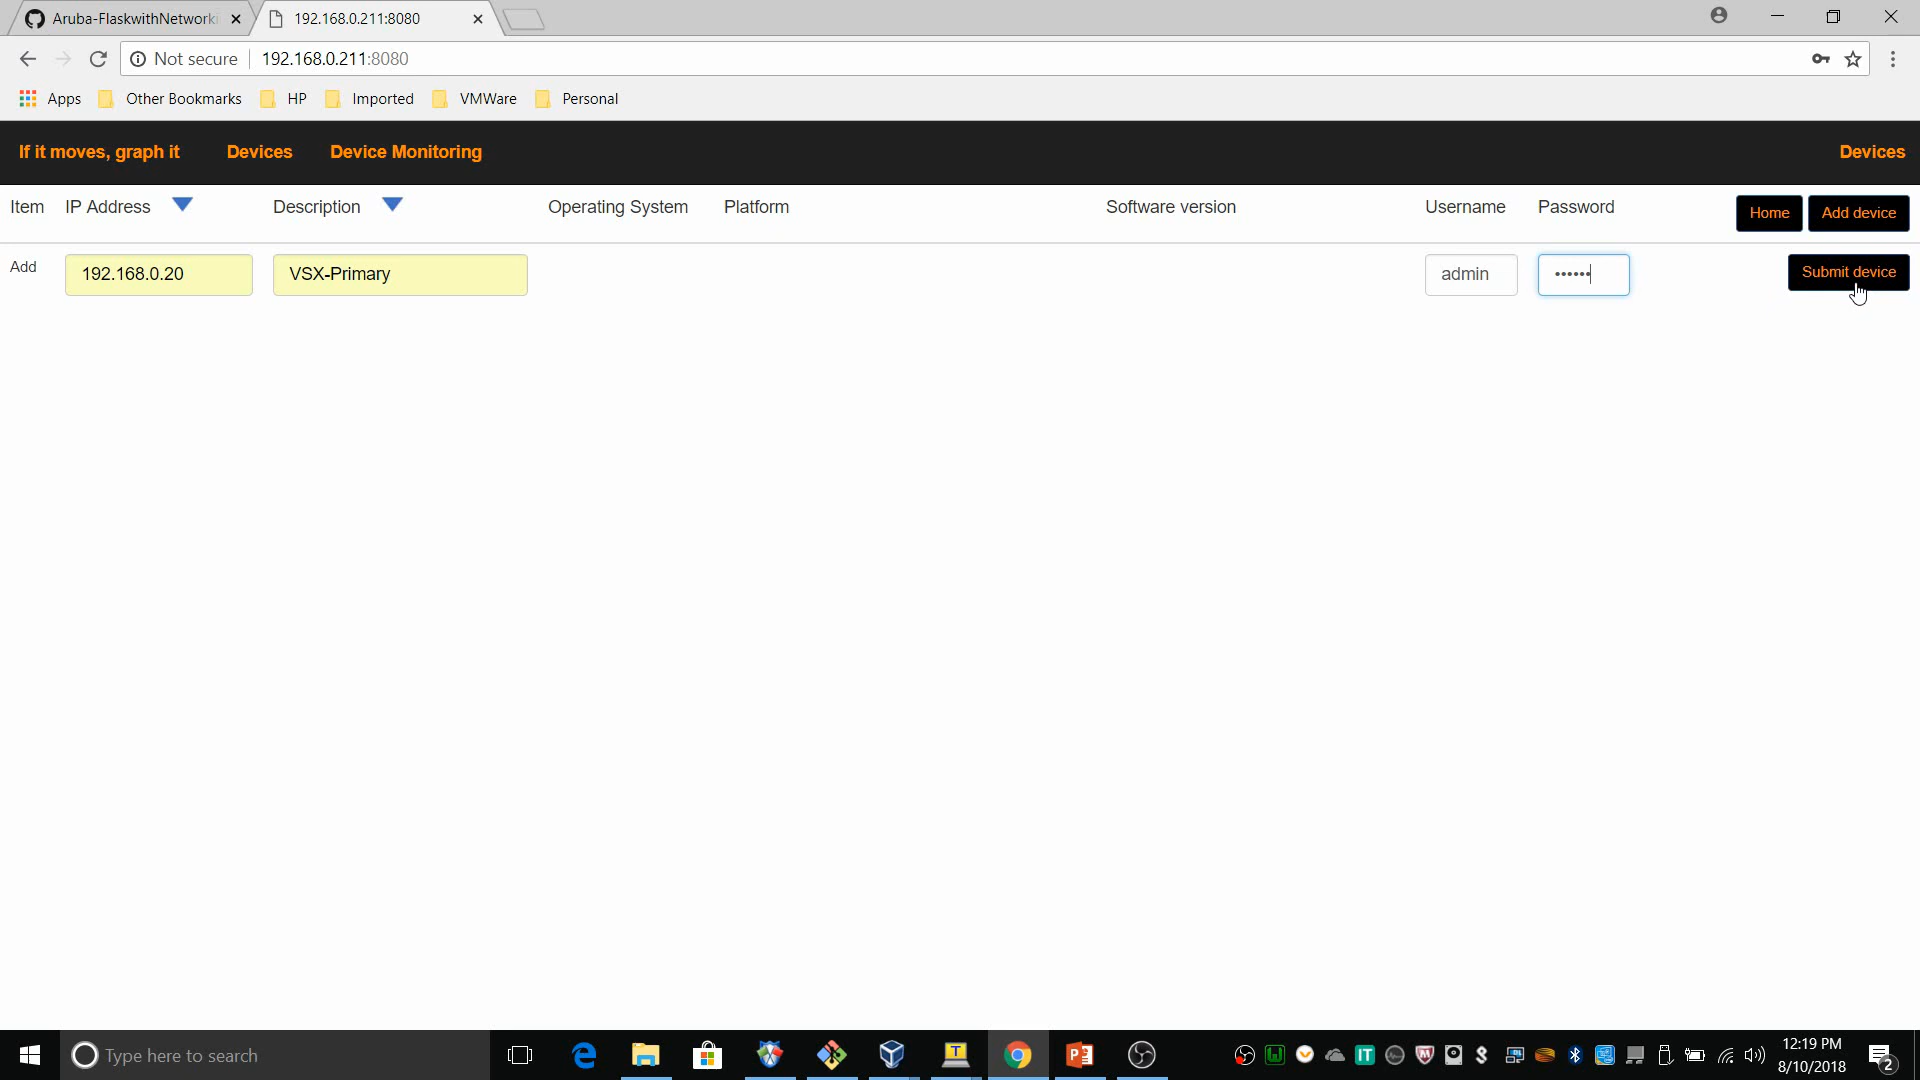 Aruba-FlaskwithNetworki
192.168.0.211:8080
Not secure 192.168.0.211:8080
Apps Other Bookmarks HP Imported VMWare Personal
If it moves, graph it Devices Device Monitoring Devices
Item IP Address Description Operating System Platform Software version Username Password Home Add device
Add 192.168.0.20 VSX-Primary admin •••••• Submit device
Type here to search
12:19 PM
8/10/2018
2